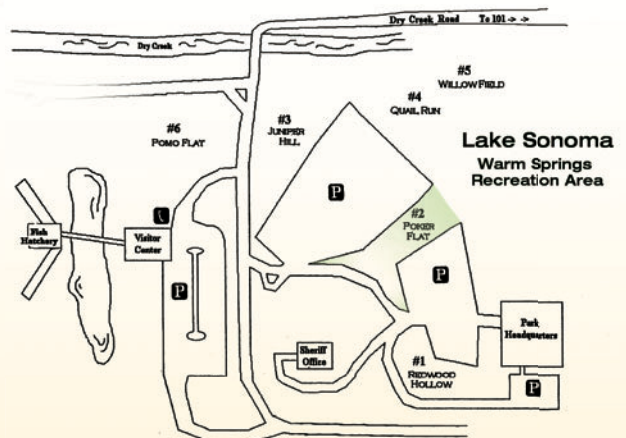 Dry Creek Road To 101 -> ->
Dry Creek
#5
WILLOW FIELD
#4
QUAIL RUN
#3
JUNIPER
HILL
#6
POMO FLAT
Lake Sonoma
Warm Springs
Recreation Area
P
#2
POKER
FLAT
Fish
Hatchery
Visitor
Center
P
P
Park
Headquarters
Sheriff
Office
#1
REDWOOD
HOLLOW
P